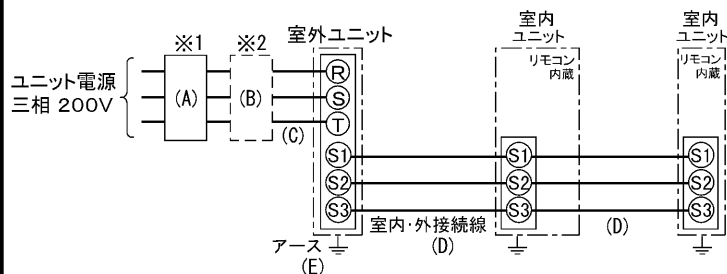 ※1
※2
室外ユニット
室内
ユニット
室内
ユニット
リモコン
内蔵
リモコン
内蔵
ユニット電源
三相 200V
(A)
(B)
(C)
R
S
T
S1
S2
S3
S1
S2
S3
S1
S2
S3
室内・外接続線
(D)
(D)
アース
(E)